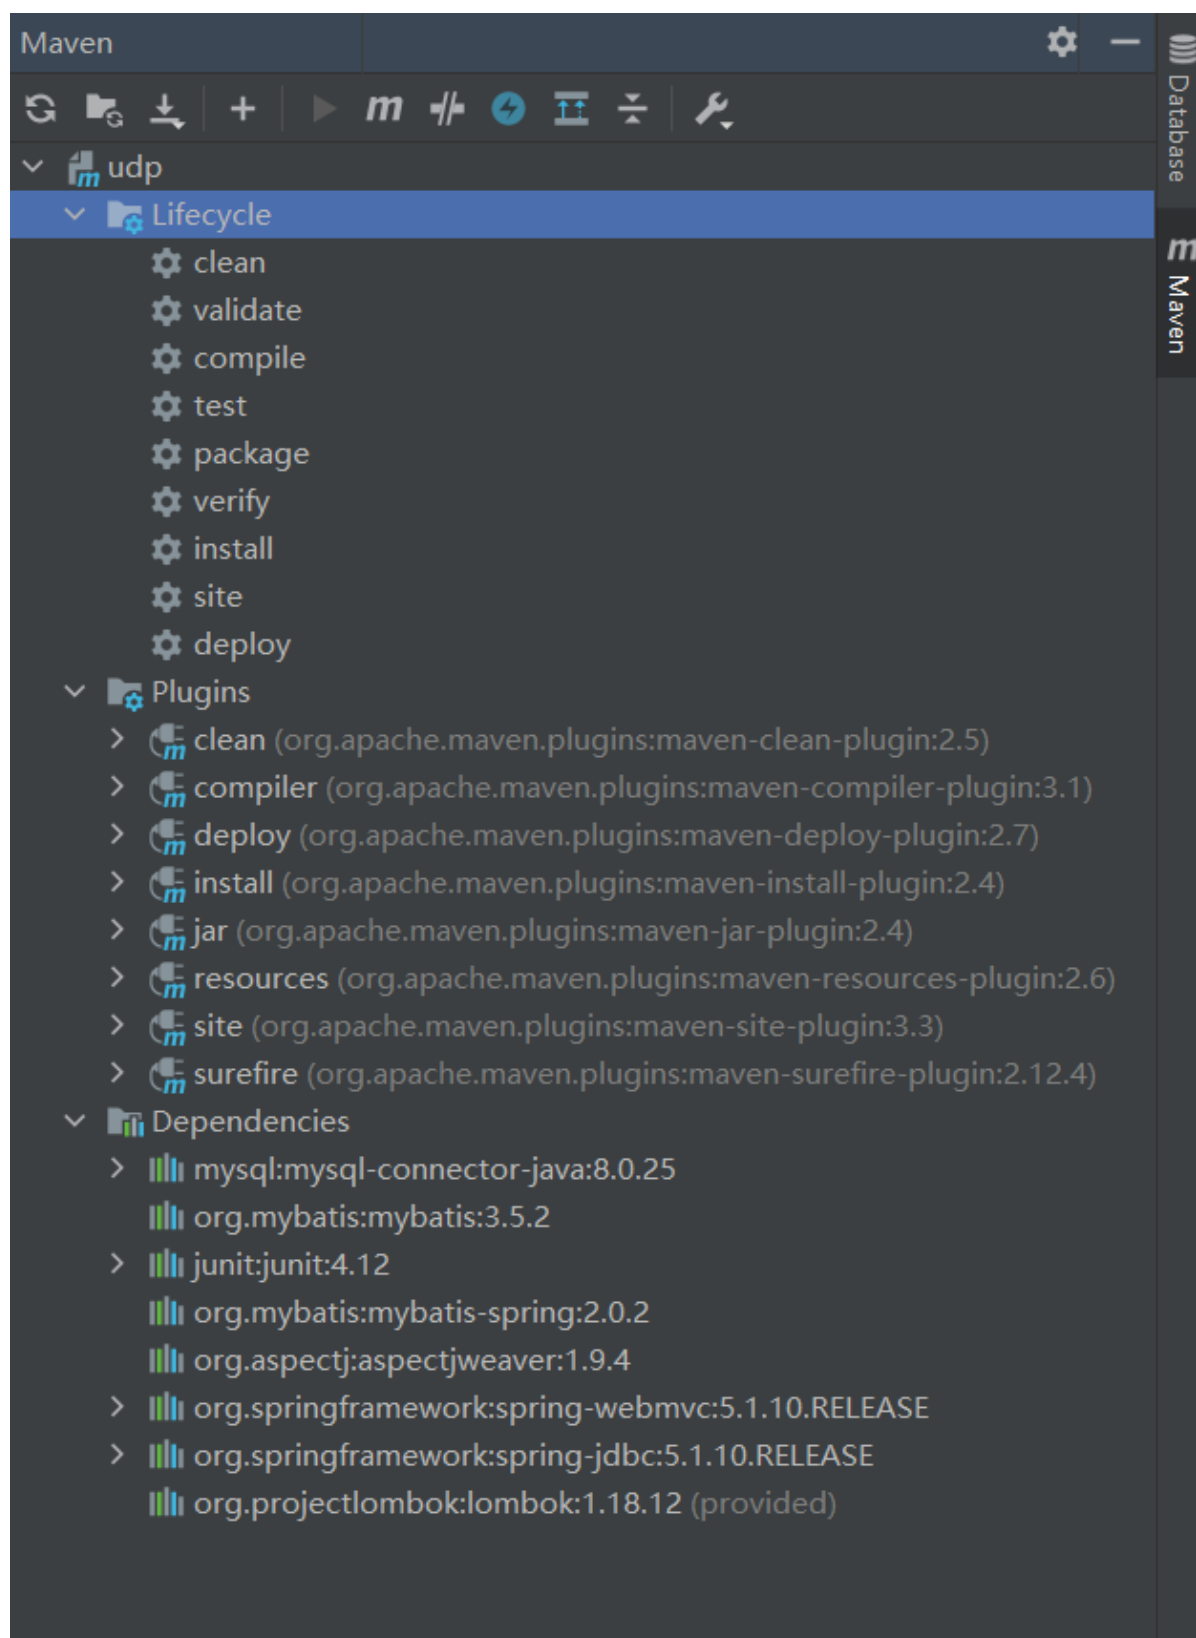 Maven
udp
Lifecycle
clean
validate
compile
test
package
verify
install
site
deploy
Plugins
clean (org.apache.maven.plugins:maven-clean-plugin:2.5)
compiler (org.apache.maven.plugins:maven-compiler-plugin:3.1)
deploy (org.apache.maven.plugins:maven-deploy-plugin:2.7)
install (org.apache.maven.plugins:maven-install-plugin:2.4)
jar (org.apache.maven.plugins:maven-jar-plugin:2.4)
resources (org.apache.maven.plugins:maven-resources-plugin:2.6)
site (org.apache.maven.plugins:maven-site-plugin:3.3)
surefire (org.apache.maven.plugins:maven-surefire-plugin:2.12.4)
Dependencies
mysql:mysql-connector-java:8.0.25
org.mybatis:mybatis:3.5.2
junit:junit:4.12
org.mybatis:mybatis-spring:2.0.2
org.aspectj:aspectjweaver:1.9.4
org.springframework:spring-webmvc:5.1.10.RELEASE
org.springframework:spring-jdbc:5.1.10.RELEASE
org.projectlombok:lombok:1.18.12 (provided)
Database
m Maven